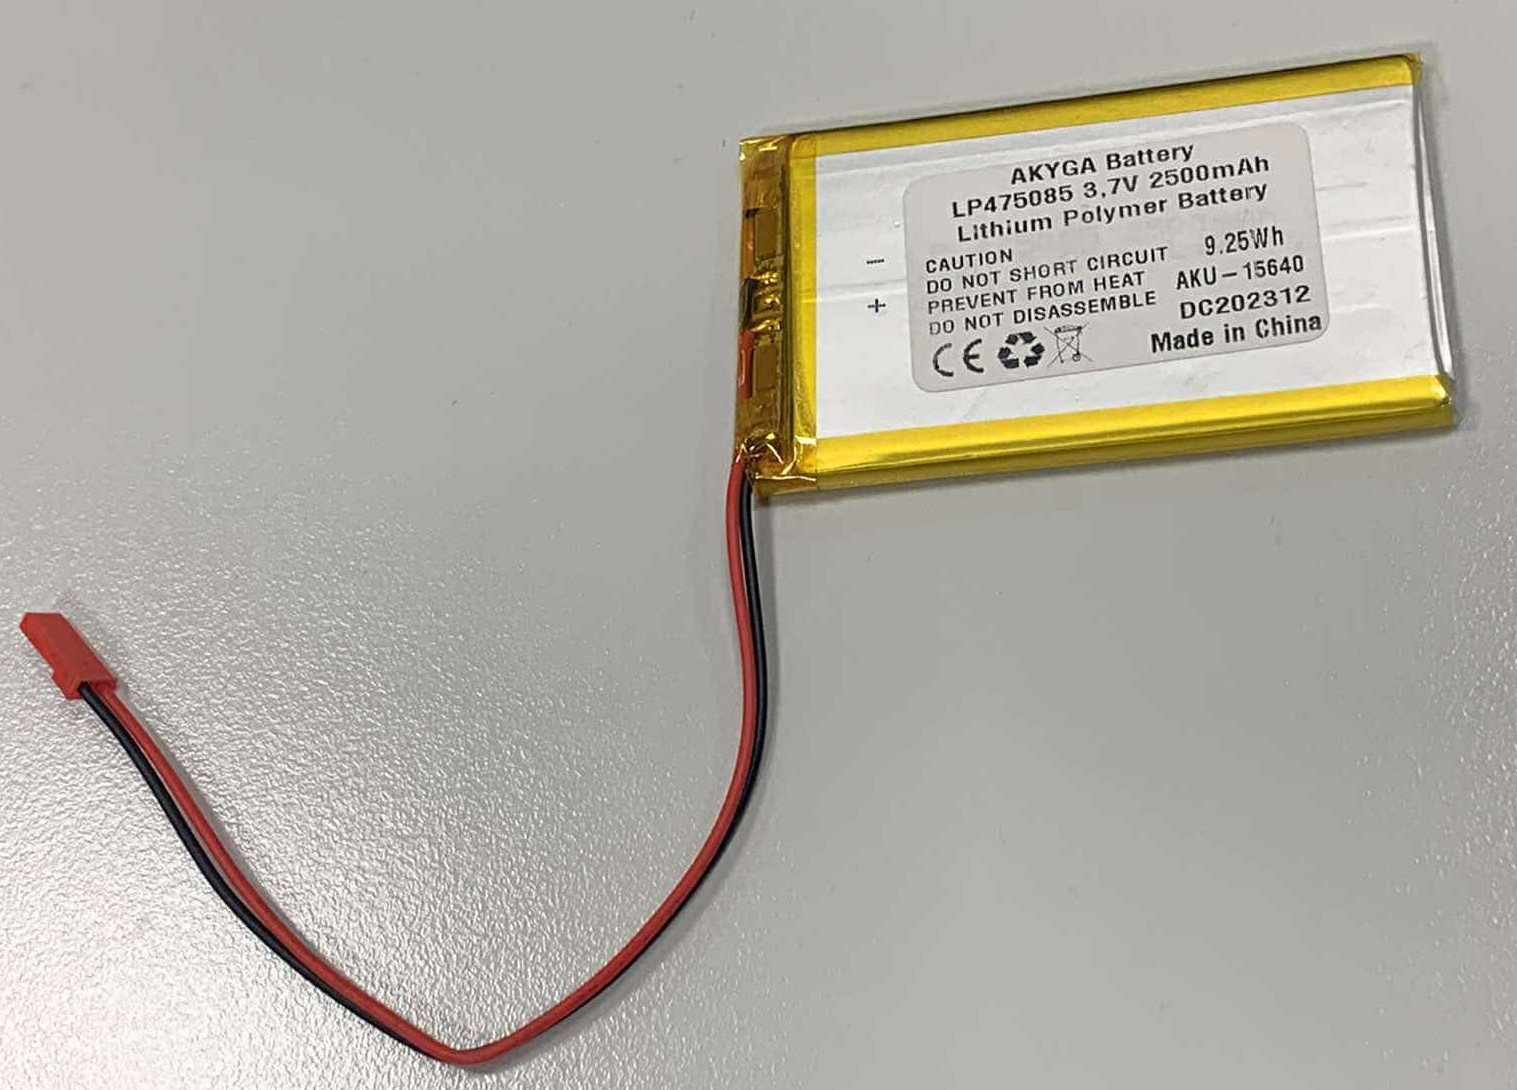 AKYGA Battery
LP475085 3.7V 2500mAh
Lithium Polymer Battery
CAUTION
DO NOT SHORT CIRCUIT
PREVENT FROM HEAT
DO NOT DISASSEMBLE
9.25Wh
AKU-15640
DC202312
Made in China
CE
-
+